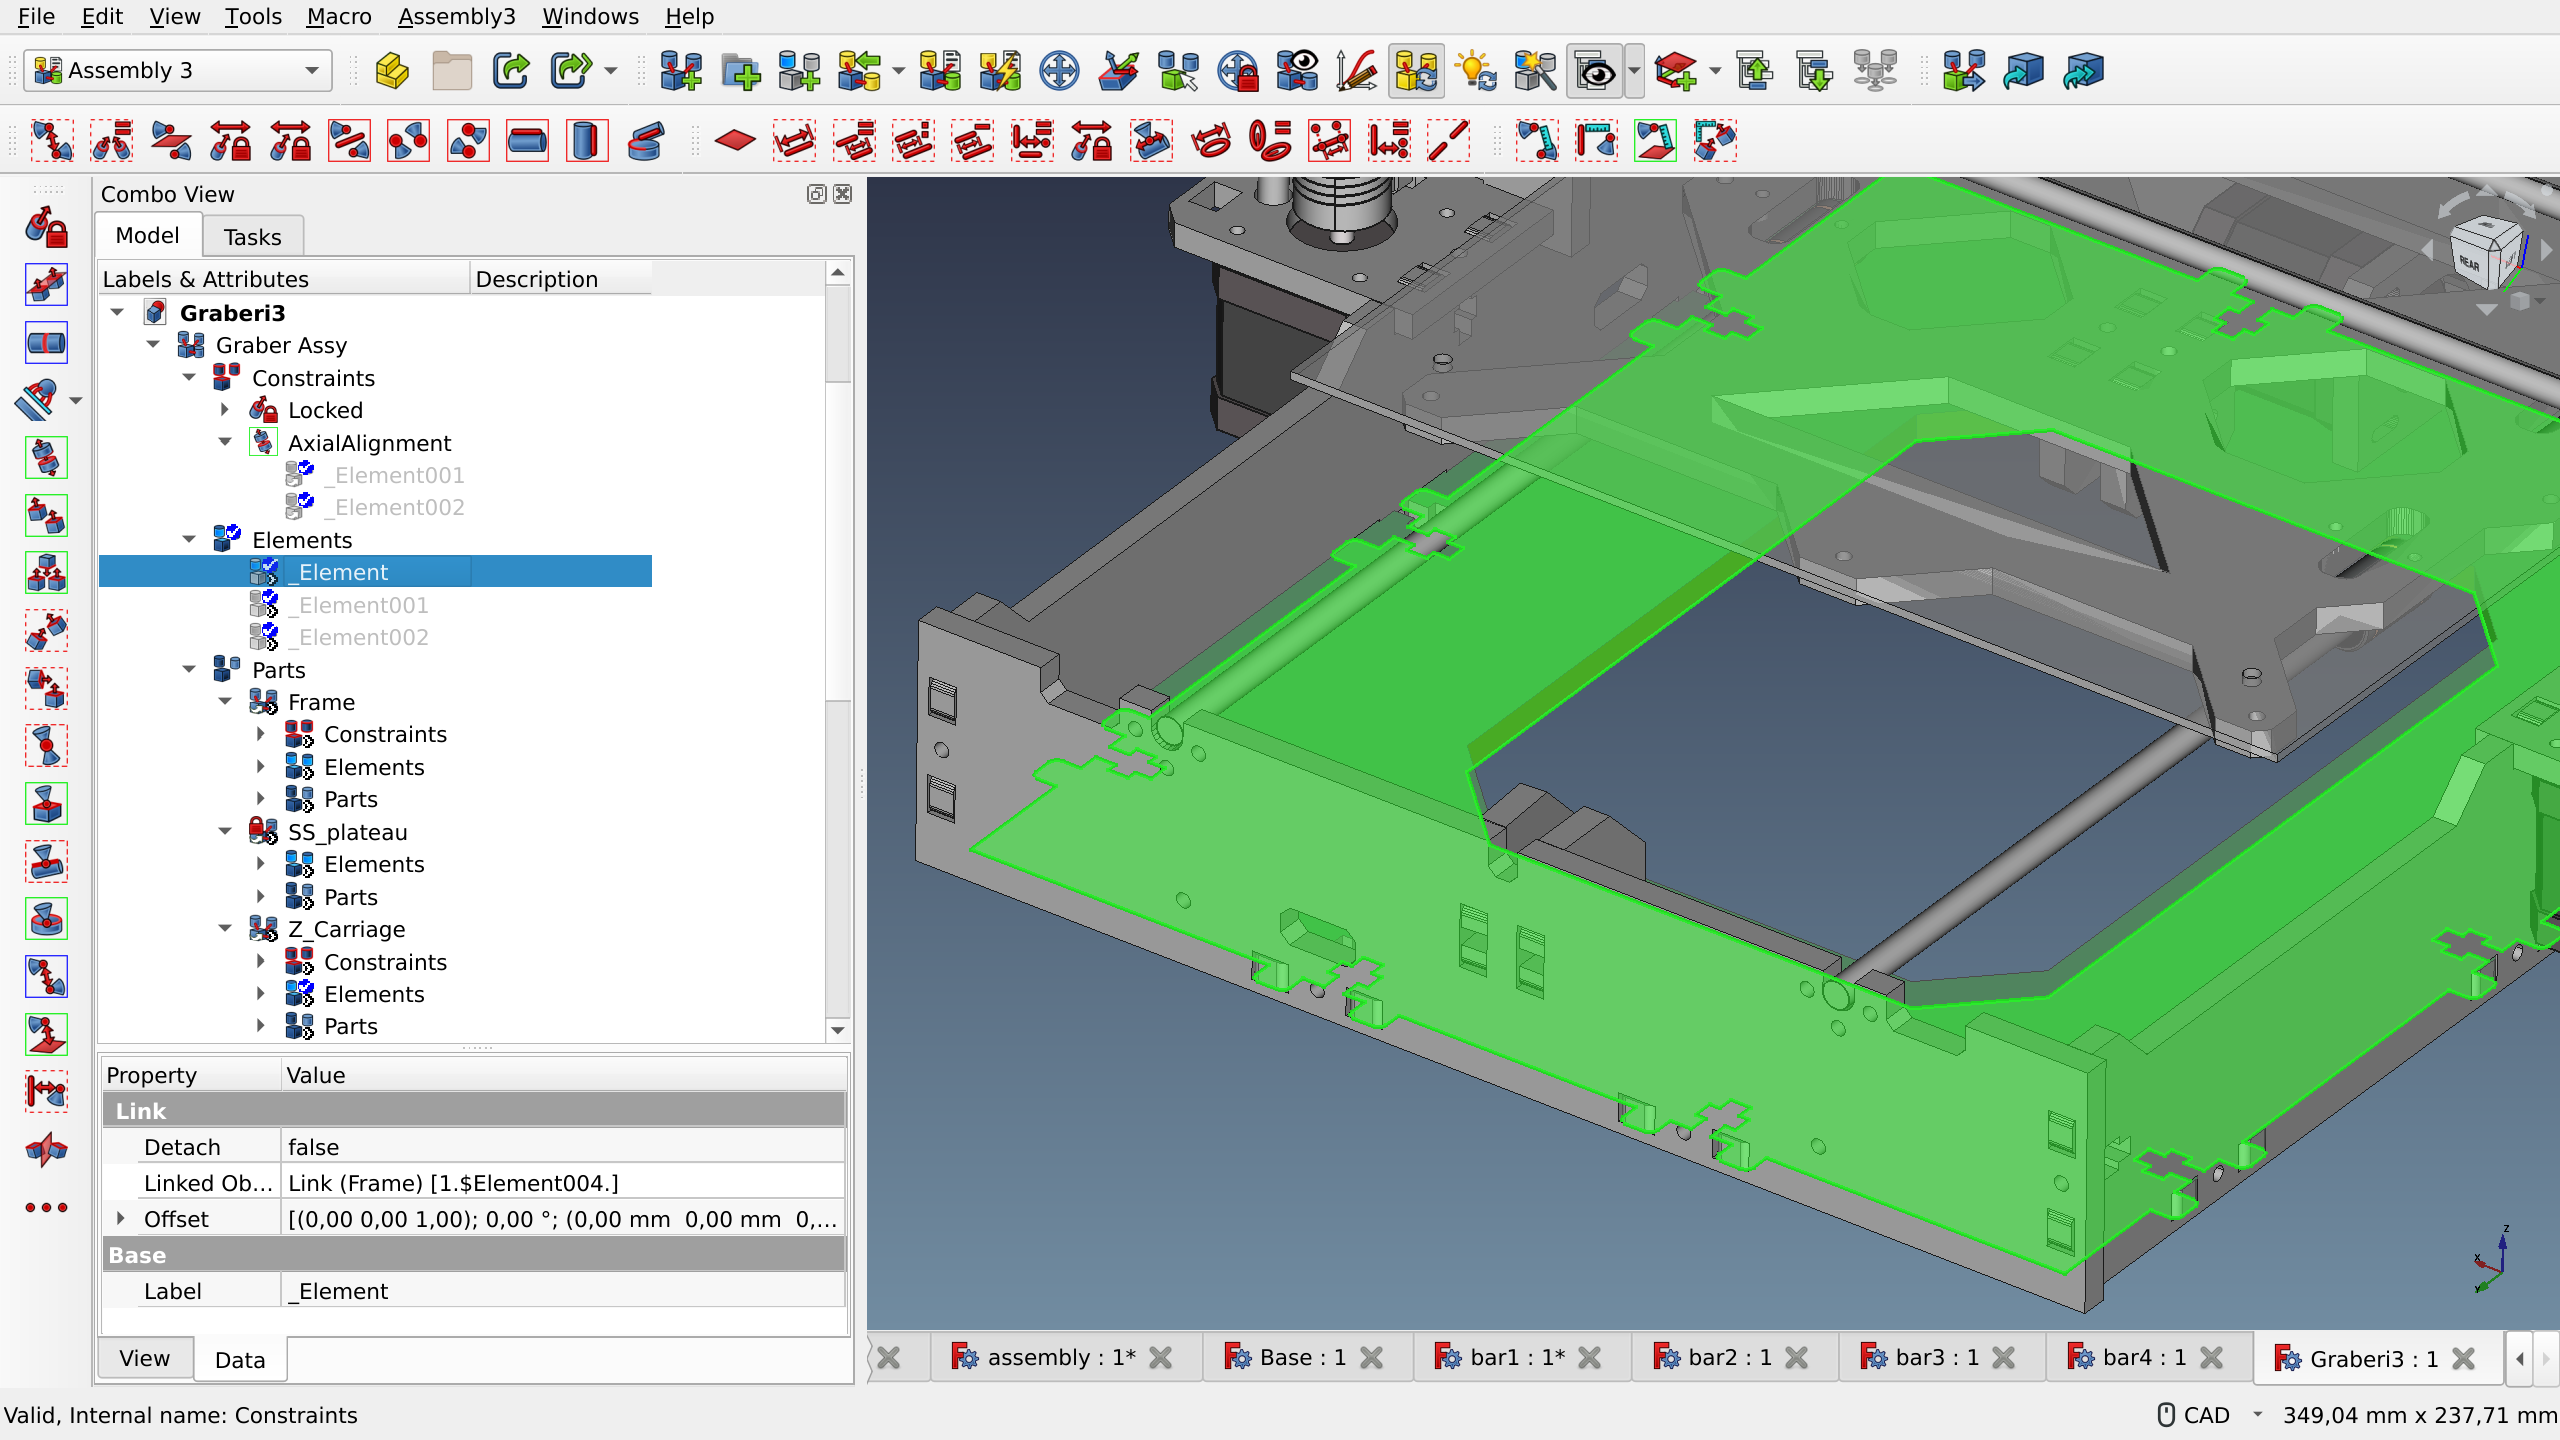 File Edit View Tools Macro Assembly3 Windows Help
Assembly 3
Combo View
Model Tasks
Labels & Attributes Description
Graberi3
Graber Assy
Constraints
Locked
AxialAlignment
_Element001
_Element002
Elements
_Element
_Element001
_Element002
Parts
Frame
Constraints
Elements
Parts
SS_plateau
Elements
Parts
Z_Carriage
Constraints
Elements
Parts
Property Value
Link
Detach false
Linked Ob... Link (Frame) [1.$Element004.]
Offset [(0,00 0,00 1,00); 0,00 °; (0,00 mm 0,00 mm 0,...
Base
Label _Element
View Data
REAR
Z
X
Y
assembly : 1* Base : 1 bar1 : 1* bar2 : 1 bar3 : 1 bar4 : 1 Graberi3 : 1
Valid, Internal name: Constraints CAD 349,04 mm x 237,71 mm